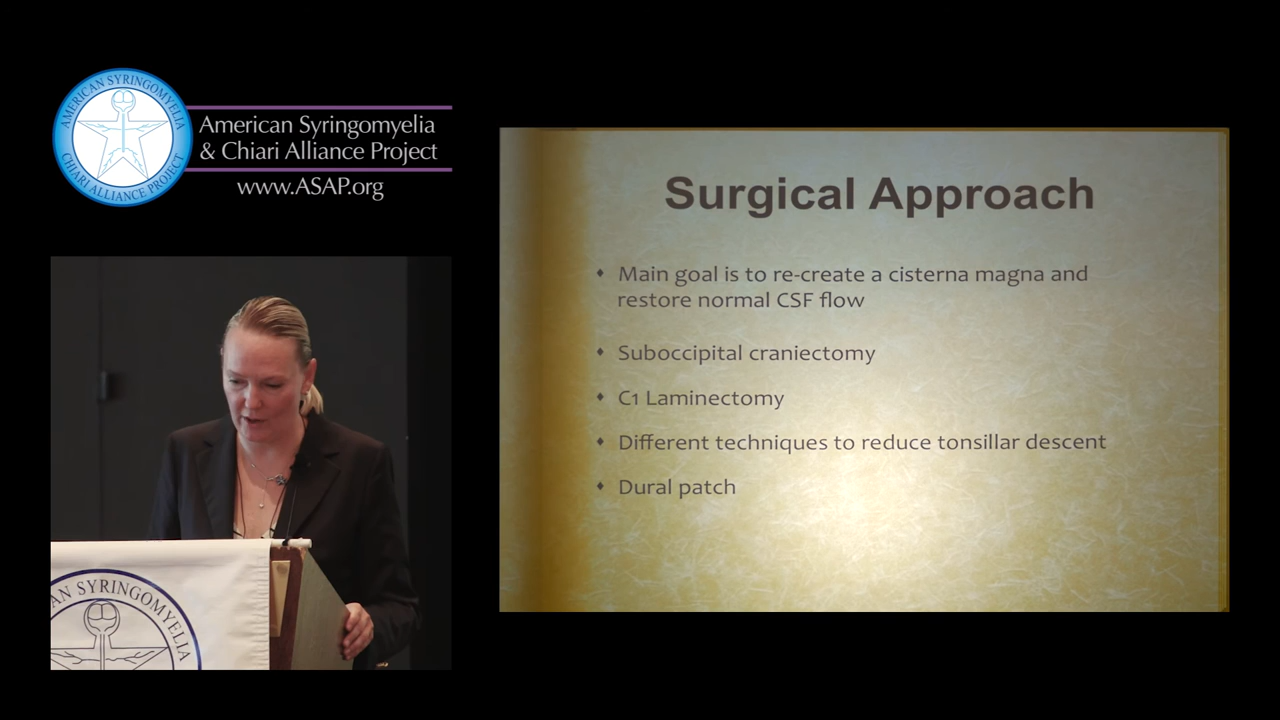 AMERICAN SYRINGOMYELIA
CHIARI ALLIANCE PROJECT
American Syringomyelia
& Chiari Alliance Project
www.ASAP.org
Surgical Approach
♦ Main goal is to re-create a cisterna magna and
restore normal CSF flow
♦ Suboccipital craniectomy
♦ C1 Laminectomy
♦ Different techniques to reduce tonsillar descent
♦ Dural patch
AN SYRINGOMYELIA